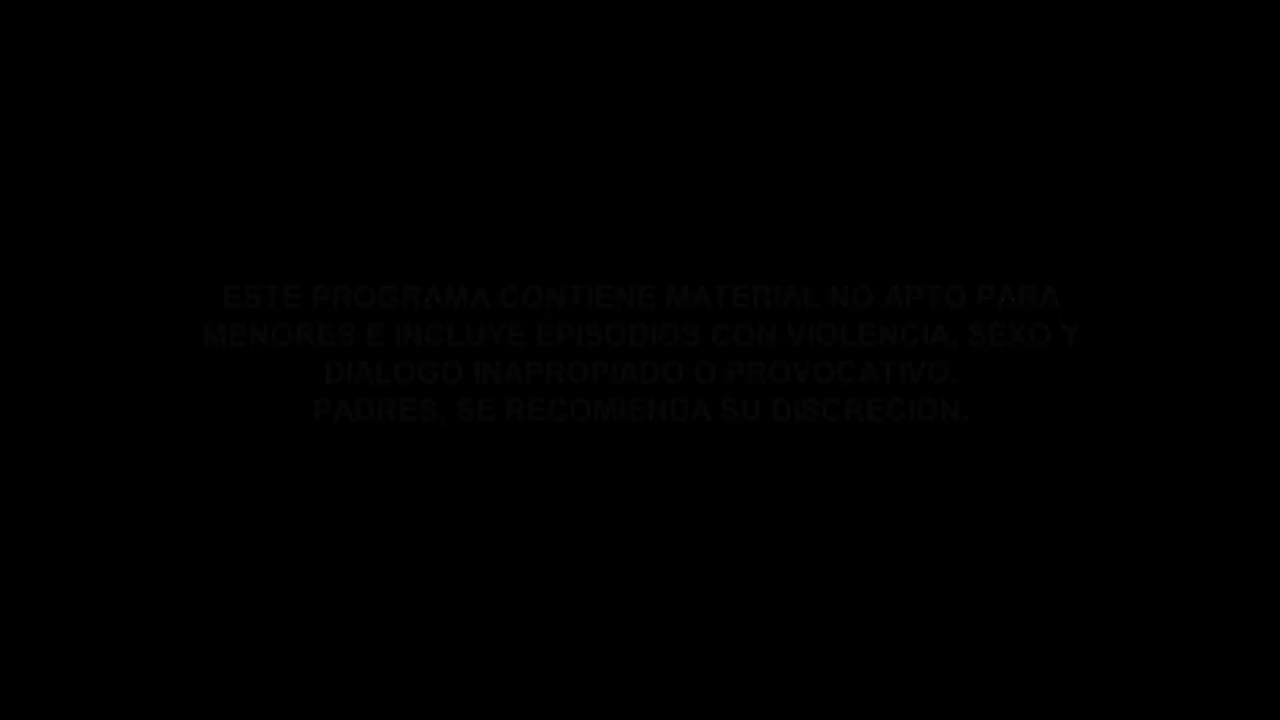 ESTE PROGRAMA CONTIENE MATERIAL NO APTO PARA
MENORES E INCLUYE EPISODIOS CON VIOLENCIA, SEXO Y
DIALOGO INAPROPIADO O PROVOCATIVO.
PADRES, SE RECOMIENDA SU DISCRECION.